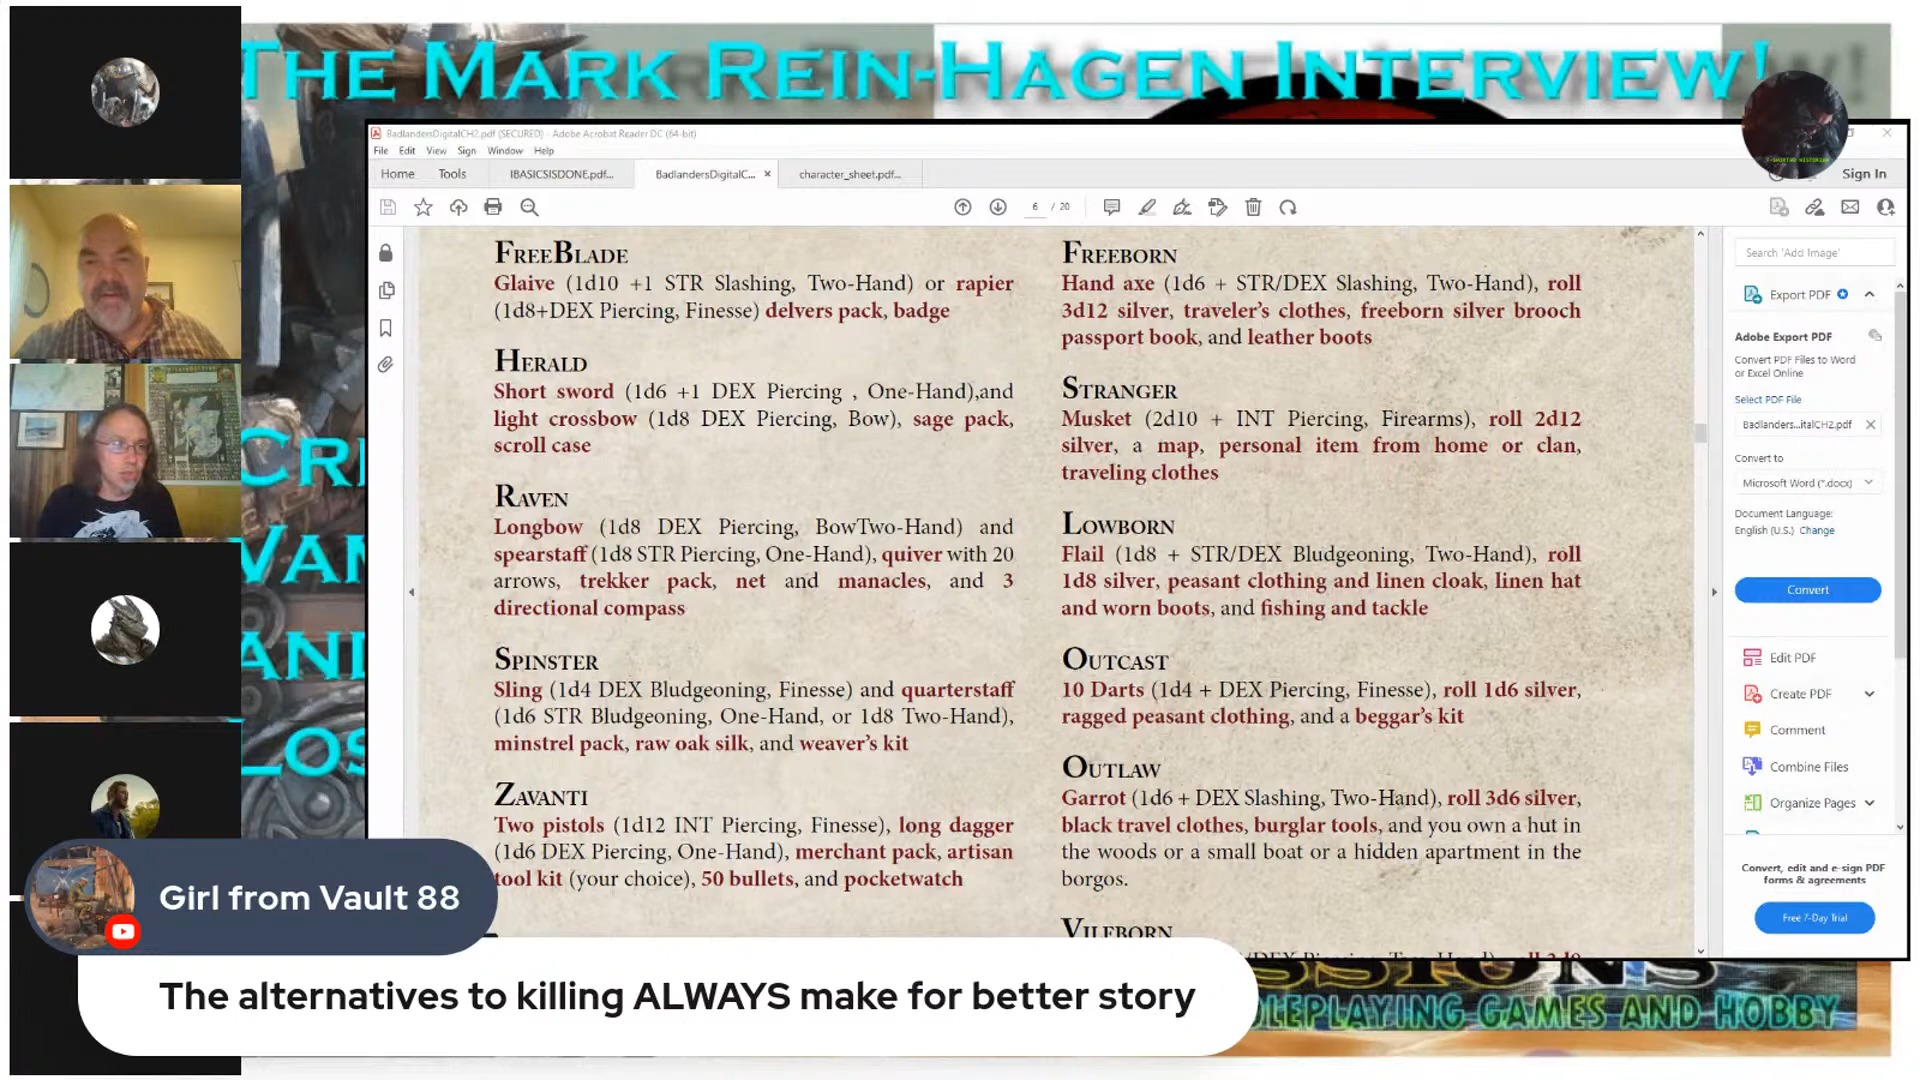 THE MARK REIN-HAGEN INTERVIEW!
BadlandersDigitalCH2.pdf (SECURED) - Adobe Acrobat Reader DC (64-bit)
File Edit View Sign Window Help
Home Tools IBASICSISDONE.pdf... BadlandersDigitalC... × character_sheet.pdf... Sign In
6 / 20
FREEBLADE
Glaive (1d10 +1 STR Slashing, Two-Hand) or rapier
(1d8+DEX Piercing, Finesse) delvers pack, badge
HERALD
Short sword (1d6 +1 DEX Piercing , One-Hand),and
light crossbow (1d8 DEX Piercing, Bow), sage pack,
scroll case
RAVEN
Longbow (1d8 DEX Piercing, BowTwo-Hand) and
spearstaff (1d8 STR Piercing, One-Hand), quiver with 20
arrows, trekker pack, net and manacles, and 3
directional compass
SPINSTER
Sling (1d4 DEX Bludgeoning, Finesse) and quarterstaff
(1d6 STR Bludgeoning, One-Hand, or 1d8 Two-Hand),
minstrel pack, raw oak silk, and weaver's kit
ZAVANTI
Two pistols (1d12 INT Piercing, Finesse), long dagger
(1d6 DEX Piercing, One-Hand), merchant pack, artisan
tool kit (your choice), 50 bullets, and pocketwatch
FREEBORN
Hand axe (1d6 + STR/DEX Slashing, Two-Hand), roll
3d12 silver, traveler's clothes, freeborn silver brooch
passport book, and leather boots
STRANGER
Musket (2d10 + INT Piercing, Firearms), roll 2d12
silver, a map, personal item from home or clan,
traveling clothes
LOWBORN
Flail (1d8 + STR/DEX Bludgeoning, Two-Hand), roll
1d8 silver, peasant clothing and linen cloak, linen hat
and worn boots, and fishing and tackle
OUTCAST
10 Darts (1d4 + DEX Piercing, Finesse), roll 1d6 silver,
ragged peasant clothing, and a beggar's kit
OUTLAW
Garrot (1d6 + DEX Slashing, Two-Hand), roll 3d6 silver,
black travel clothes, burglar tools, and you own a hut in
the woods or a small boat or a hidden apartment in the
borgos.
VILEBORN
Search 'Add Image'
Export PDF
Adobe Export PDF
Convert PDF Files to Word
or Excel Online
Select PDF File
Badlanders...italCH2.pdf ×
Convert to
Microsoft Word (*.docx)
Document Language:
English (U.S.) Change
Convert
Edit PDF
Create PDF
Comment
Combine Files
Organize Pages
Convert, edit and e-sign PDF
forms & agreements
Free 7-Day Trial
CRE
VAM
AND
LOS
Girl from Vault 88
The alternatives to killing ALWAYS make for better story
SSIONS
OLEPLAYING GAMES AND HOBBY